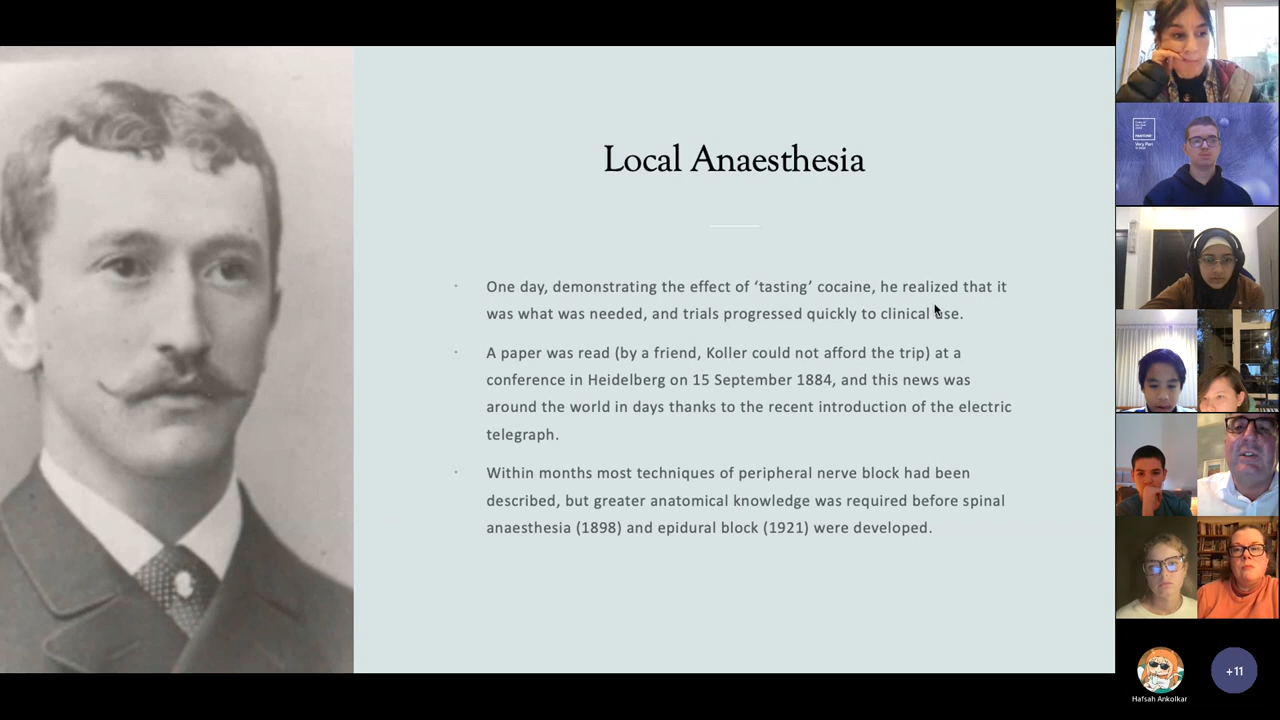 Local Anaesthesia
One day, demonstrating the effect of ‘tasting’ cocaine, he realized that it
was what was needed, and trials progressed quickly to clinical use.
A paper was read (by a friend, Koller could not afford the trip) at a
conference in Heidelberg on 15 September 1884, and this news was
around the world in days thanks to the recent introduction of the electric
telegraph.
Within months most techniques of peripheral nerve block had been
described, but greater anatomical knowledge was required before spinal
anaesthesia (1898) and epidural block (1921) were developed.
PANTONE
Very Peri
Hafsah Ankolkar
+11